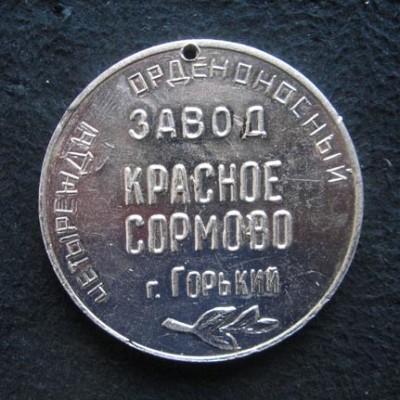 ЧЕТЫРЕЖДЫ ОРДЕНОНОСНЫЙ
ЗАВОД
КРАСНОЕ
СОРМОВО
г. ГОРЬКИЙ